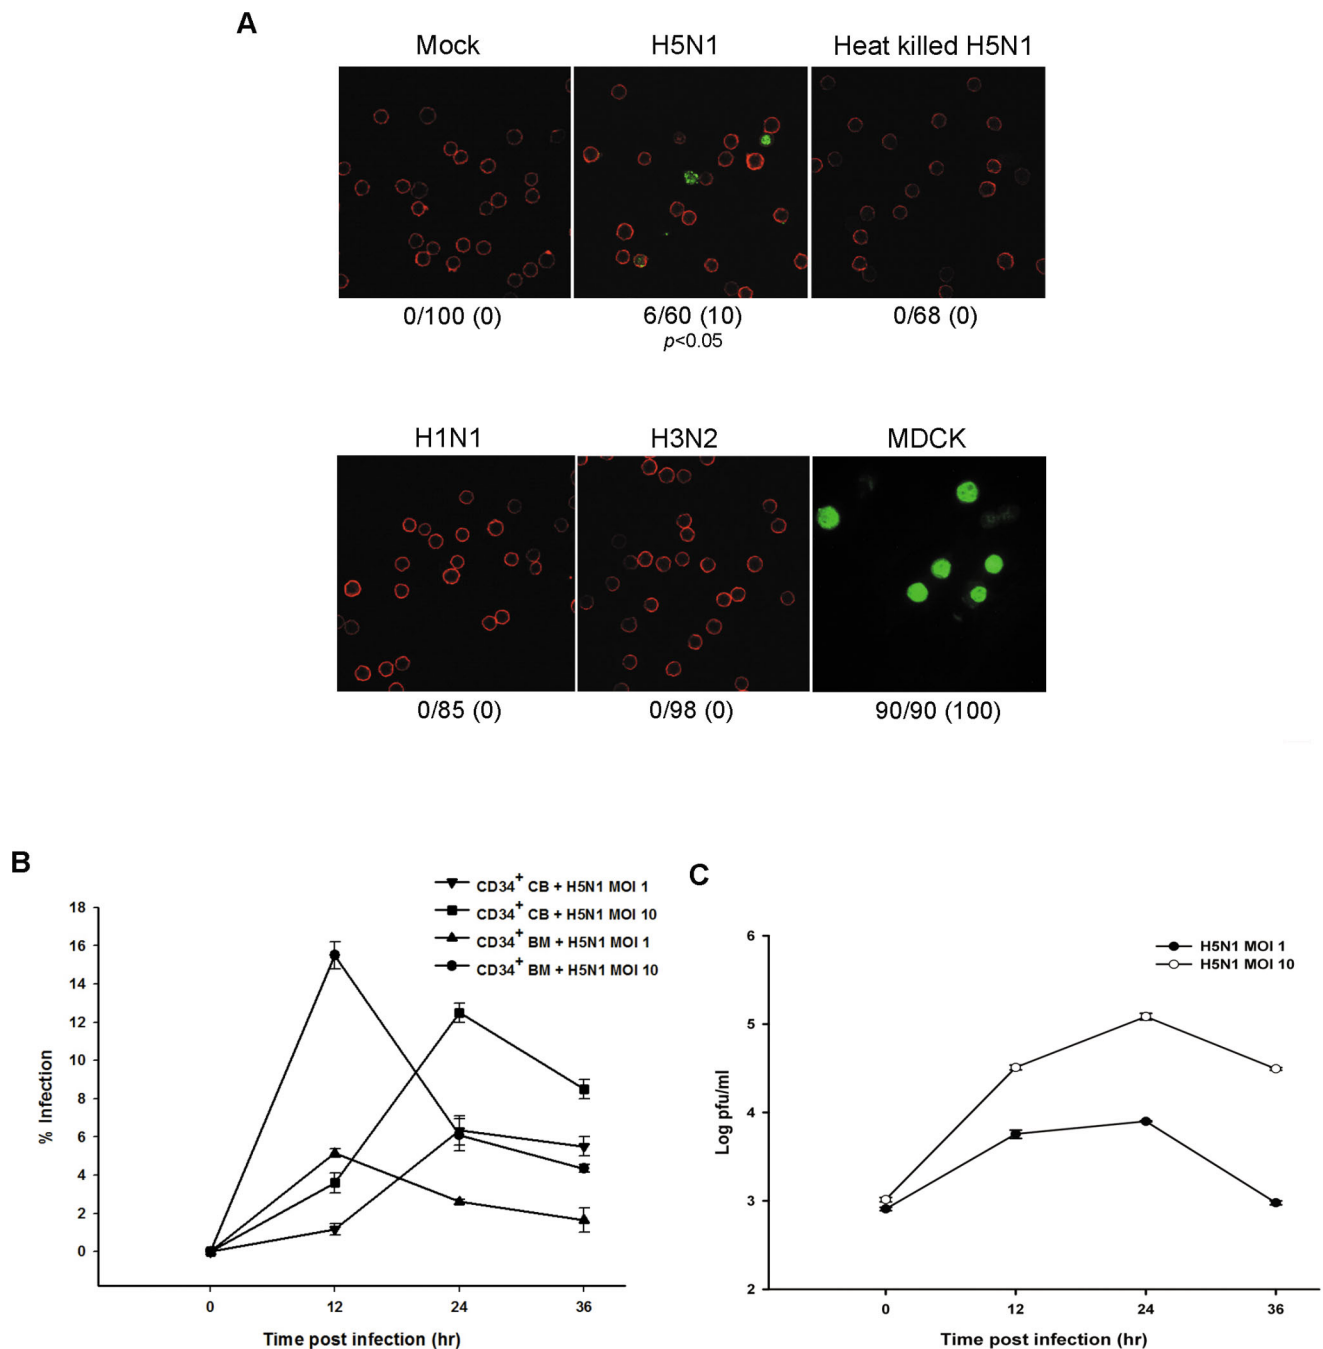 A
Mock H5N1 Heat killed H5N1
0/100 (0) 6/60 (10) 0/68 (0)
p<0.05
H1N1 H3N2 MDCK
0/85 (0) 0/98 (0) 90/90 (100)
B
CD34+ CB + H5N1 MOI 1
CD34+ CB + H5N1 MOI 10
CD34+ BM + H5N1 MOI 1
CD34+ BM + H5N1 MOI 10
18
16
14
12
10
8
6
4
2
0
% Infection
0 12 24 36
Time post infection (hr)
C
H5N1 MOI 1
H5N1 MOI 10
6
5
4
3
2
Log pfu/ml
0 12 24 36
Time post infection (hr)